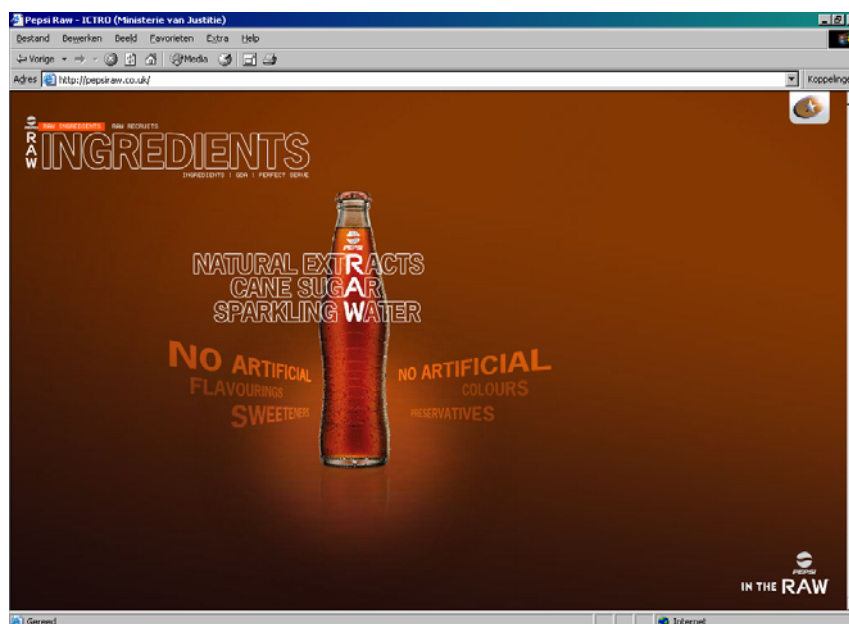 Pepsi Raw - ICTRO (Ministerie van Justitie)
Bestand Bewerken Beeld Favorieten Extra Help
Vorige Media
Adres http://pepsiraw.co.uk/ Koppelingen
RAW INGREDIENTS RAW RECRUITS
RAW INGREDIENTS
INGREDIENTS | GDA | PERFECT SERVE
PEPSI
NATURAL EXTRACTS
CANE SUGAR
SPARKLING WATER
RAW
NO ARTIFICIAL
FLAVOURINGS
SWEETENERS
NO ARTIFICIAL
COLOURS
PRESERVATIVES
PEPSI
IN THE RAW
Gereed Internet